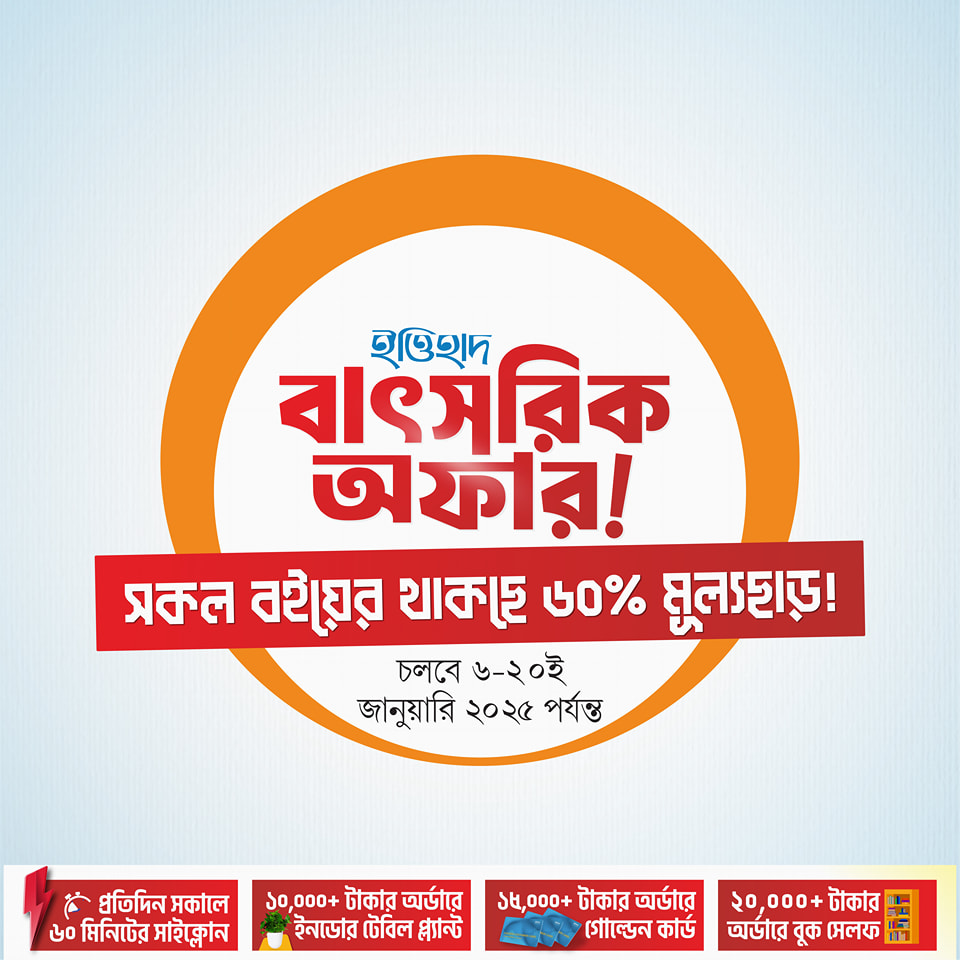 ইত্তিহাদ
বাৎসরিক
অফার!
সকল বইয়ের থাকছে ৬০% মূল্যছাড়!
চলবে ৬-২০ই
জানুয়ারি ২০২৫ পর্যন্ত
প্রতিদিন সকালে
৬০ মিনিটের সাইক্লোন
১০,০০০+ টাকার অর্ডারে
ইনডোর টেবিল প্ল্যান্ট
১৫,০০০+ টাকার অর্ডারে
গোল্ডেন কার্ড
২০,০০০+ টাকার
অর্ডারে বুক সেলফ